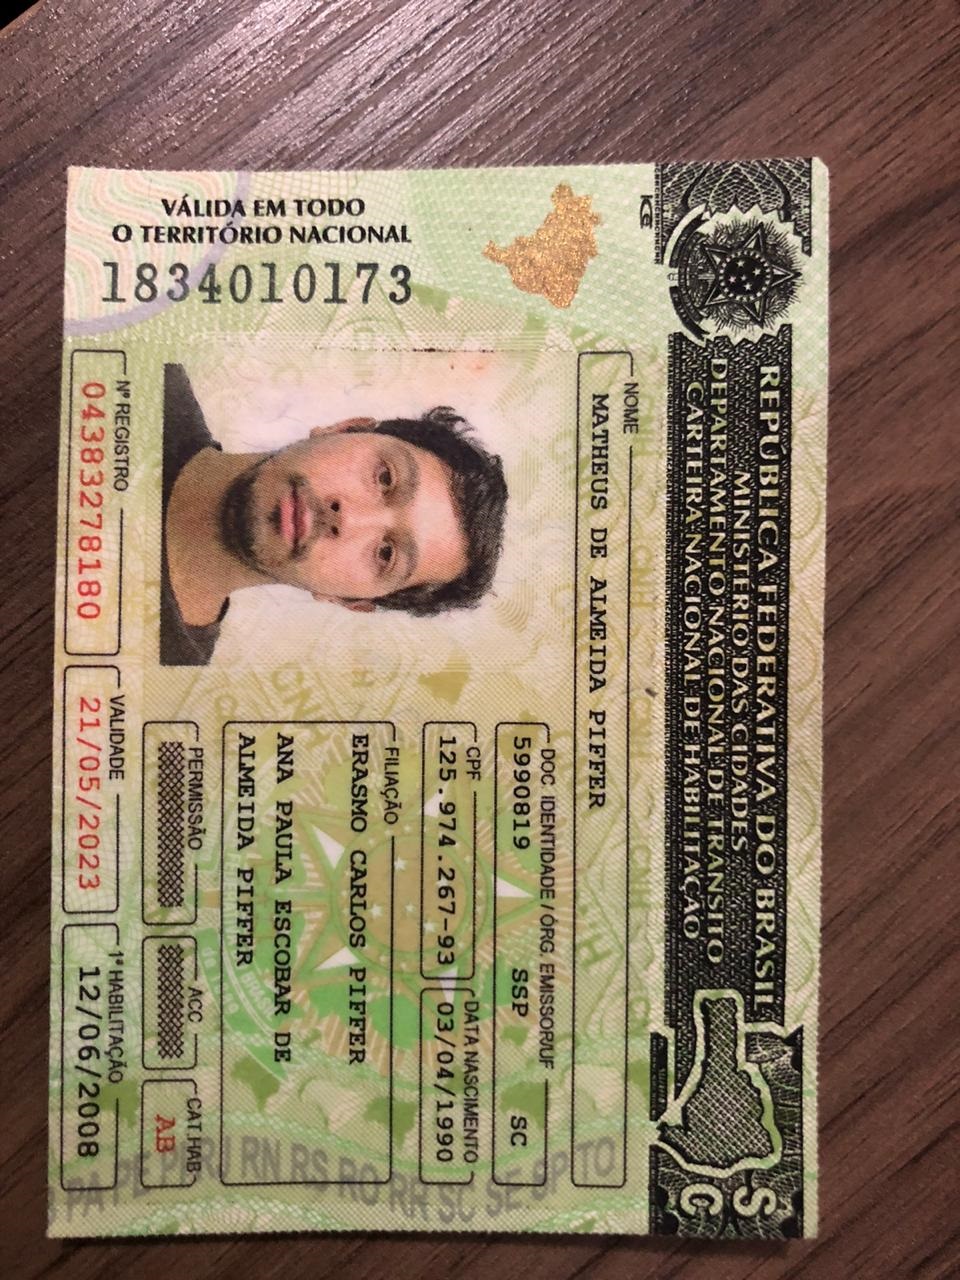 REPÚBLICA FEDERATIVA DO BRASIL
MINISTÉRIO DAS CIDADES
DEPARTAMENTO NACIONAL DE TRÂNSITO
CARTEIRA NACIONAL DE HABILITAÇÃO
SC
NOME
MATHEUS DE ALMEIDA PIFFER
DOC. IDENTIDADE / ÓRG. EMISSOR/UF
5990819 SSP SC
CPF
125.974.267-93
DATA NASCIMENTO
03/04/1990
FILIAÇÃO
ERASMO CARLOS PIFFER
ANA PAULA ESCOBAR DE
ALMEIDA PIFFER
PERMISSÃO
ACC
CAT.HAB.
AB
Nº REGISTRO
04383278180
VALIDADE
21/05/2023
1ª HABILITAÇÃO
12/06/2008
VÁLIDA EM TODO
O TERRITÓRIO NACIONAL
1834010173
PA PE PI RJ RN RS RO RR SC SE SP TO